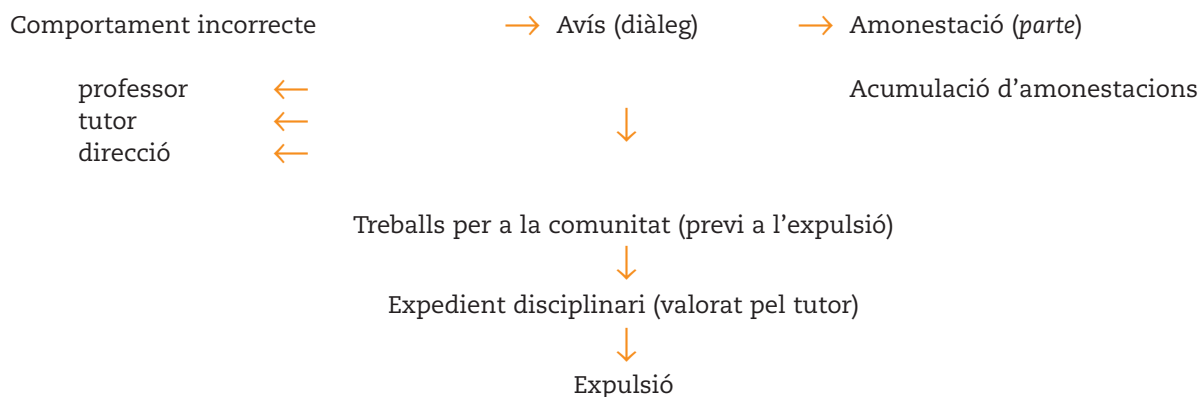 Comportament incorrecte → Avís (diàleg) → Amonestació (parte)
professor ← Acumulació d'amonestacions
tutor ←
direcció ←
Treballs per a la comunitat (previ a l'expulsió)
Expedient disciplinari (valorat pel tutor)
Expulsió